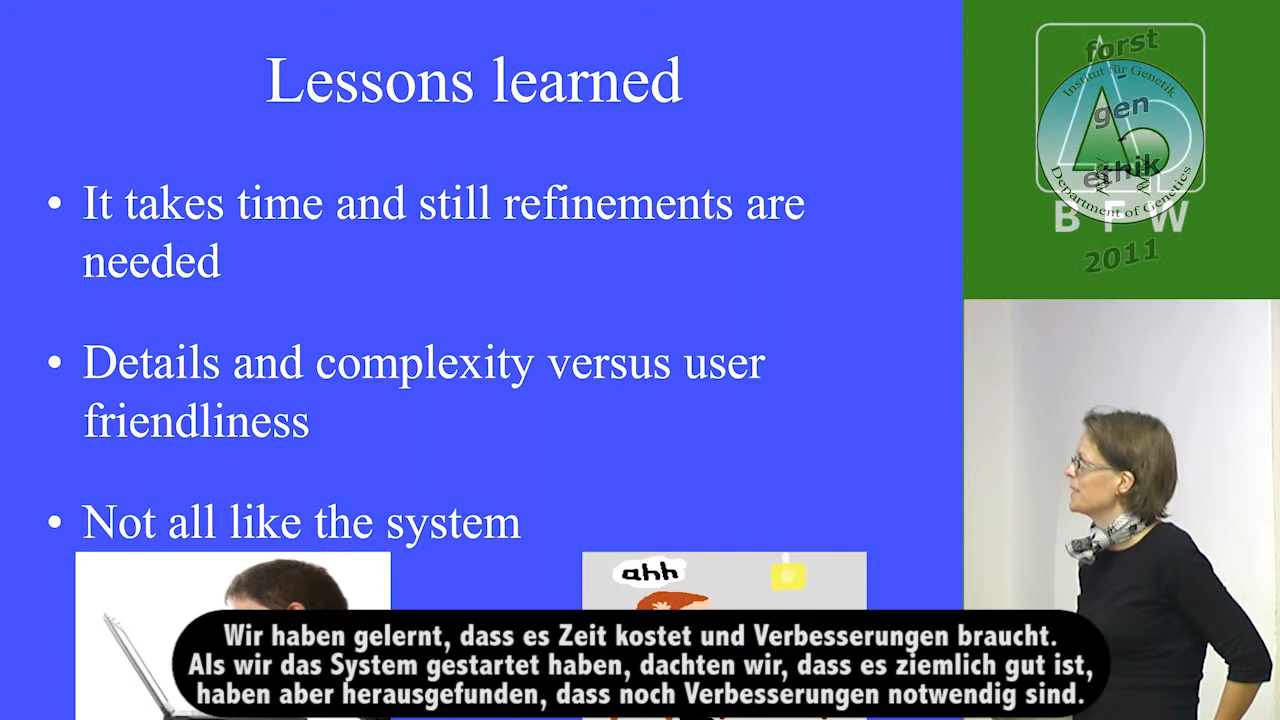 Lessons learned
• It takes time and still refinements are
needed
• Details and complexity versus user
friendliness
• Not all like the system
ahh
Wir haben gelernt, dass es Zeit kostet und Verbesserungen braucht.
Als wir das System gestartet haben, dachten wir, dass es ziemlich gut ist,
haben aber herausgefunden, dass noch Verbesserungen notwendig sind.
forst
-
gen
-
ethik
2011
Institut für Genetik
Department of Genetics
BFW